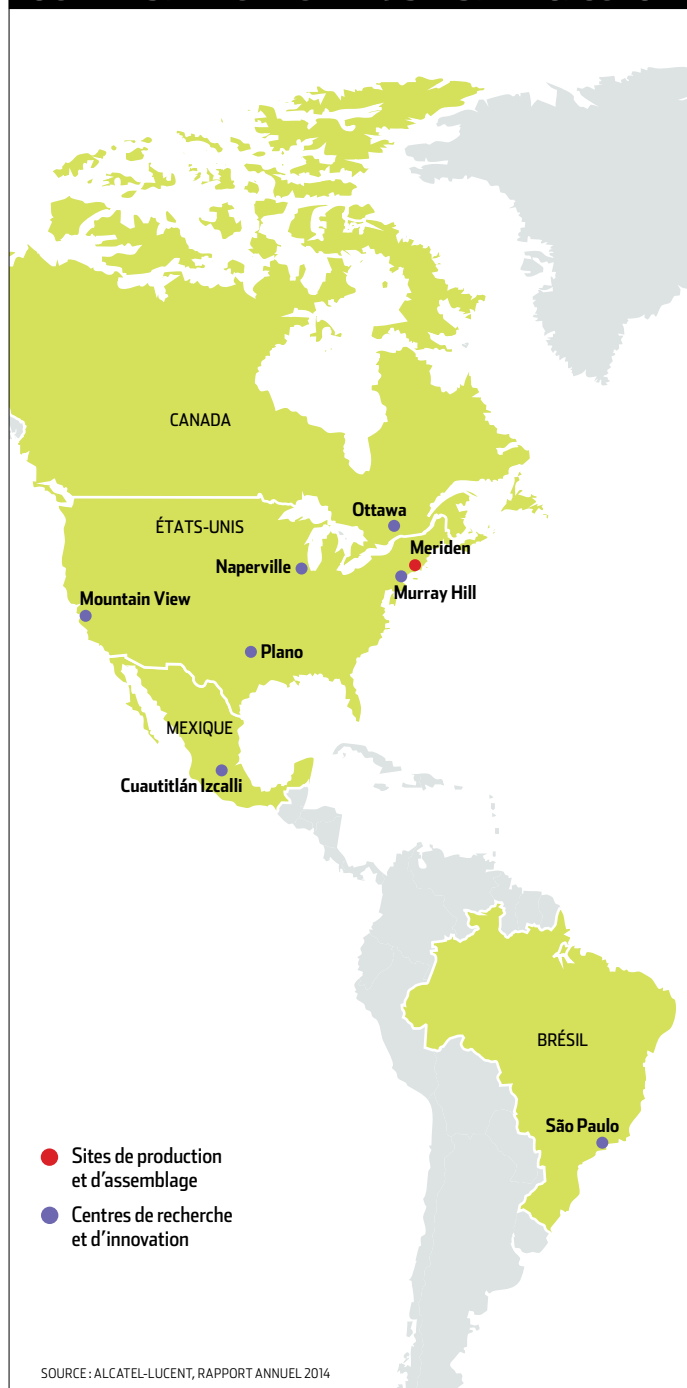 CANADA
Ottawa
ÉTATS-UNIS
Meriden
Naperville
Murray Hill
Mountain View
Plano
MEXIQUE
Cuautitlán Izcalli
BRÉSIL
São Paulo
Sites de production
et d'assemblage
Centres de recherche
et d'innovation
SOURCE : ALCATEL-LUCENT, RAPPORT ANNUEL 2014